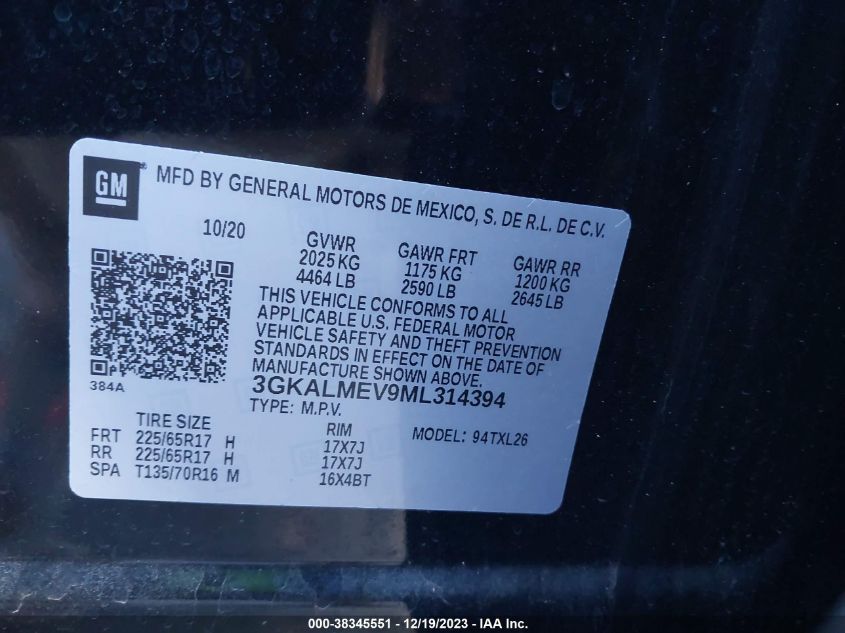 GM
MFD BY GENERAL MOTORS DE MEXICO, S. DE R.L. DE C.V.
10/20
GVWR GAWR FRT GAWR RR
2025 KG 1175 KG 1200 KG
4464 LB 2590 LB 2645 LB
THIS VEHICLE CONFORMS TO ALL
APPLICABLE U.S. FEDERAL MOTOR
VEHICLE SAFETY AND THEFT PREVENTION
STANDARDS IN EFFECT ON THE DATE OF
MANUFACTURE SHOWN ABOVE.
384A
3GKALMEV9ML314394
TYPE: M.P.V. MODEL: 94TXL26
TIRE SIZE RIM
FRT 225/65R17 H 17X7J
RR 225/65R17 H 17X7J
SPA T135/70R16 M 16X4BT
000-38345551 - 12/19/2023 - IAA Inc.